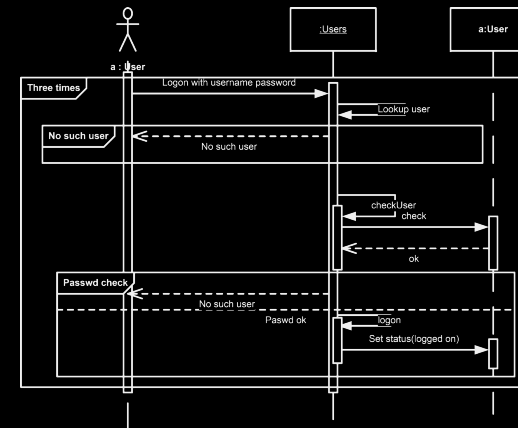 :Users
a:User
a : User
Three times
Logon with username password
Lookup user
No such user
No such user
checkUser
check
ok
Passwd check
No such user
Paswd ok
logon
Set status(logged on)